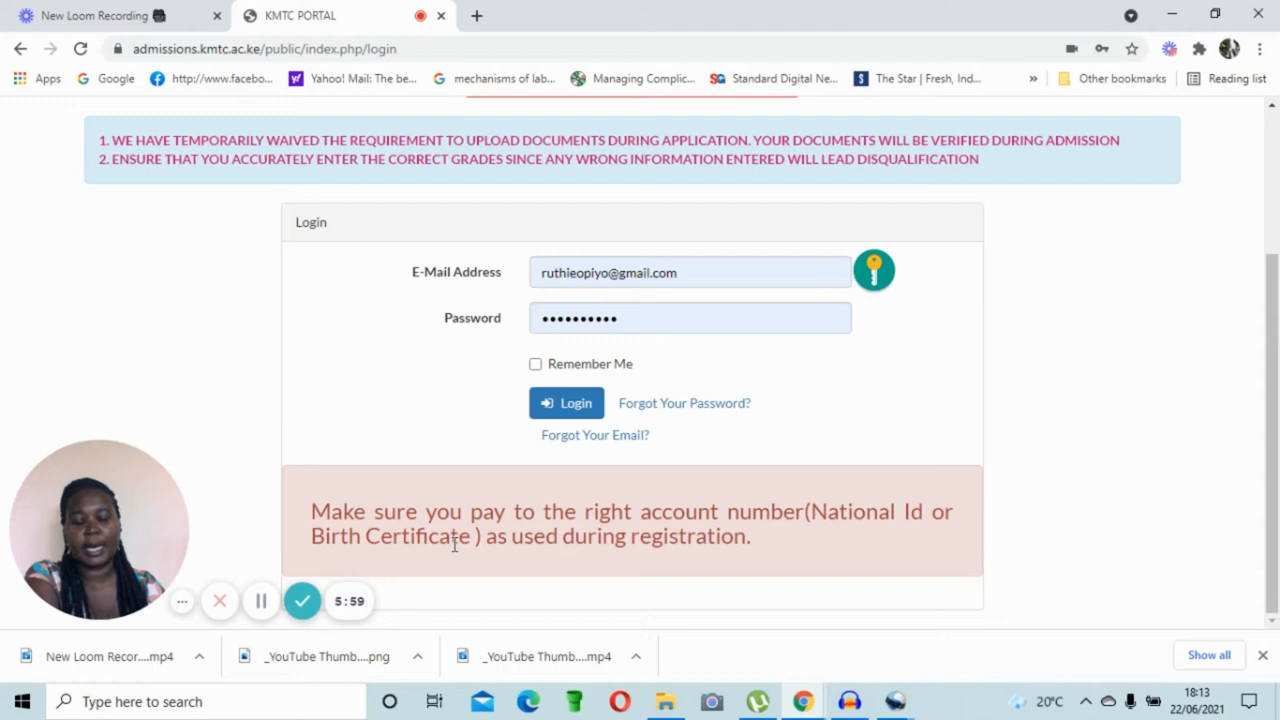 New Loom Recording
KMTC PORTAL
admissions.kmtc.ac.ke/public/index.php/login
Apps
Google
http://www.facebo...
Yahoo! Mail: The be...
mechanisms of lab...
Managing Complic...
SG Standard Digital Ne...
The Star | Fresh, Ind...
»
Other bookmarks
Reading list
1. WE HAVE TEMPORARILY WAIVED THE REQUIREMENT TO UPLOAD DOCUMENTS DURING APPLICATION. YOUR DOCUMENTS WILL BE VERIFIED DURING ADMISSION
2. ENSURE THAT YOU ACCURATELY ENTER THE CORRECT GRADES SINCE ANY WRONG INFORMATION ENTERED WILL LEAD DISQUALIFICATION
Login
E-Mail Address
ruthieopiyo@gmail.com
Password
••••••••••
Remember Me
Login
Forgot Your Password?
Forgot Your Email?
Make sure you pay to the right account number(National Id or
Birth Certificate ) as used during registration.
5:59
New Loom Recor....mp4
_YouTube Thumb....png
_YouTube Thumb....mp4
Show all
Type here to search
20°C
18:13
22/06/2021